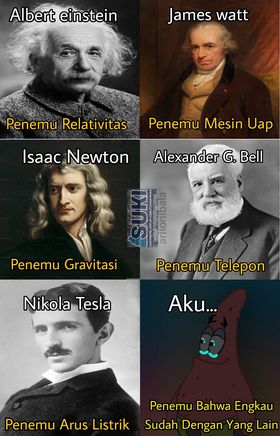 Albert einstein
Penemu Relativitas
James watt
Penemu Mesin Uap
Isaac Newton
Penemu Gravitasi
Alexander G. Bell
Penemu Telepon
SUKI
Nikola Tesla
Penemu Arus Listrik
Aku...
Penemu Bahwa Engkau
Sudah Dengan Yang Lain